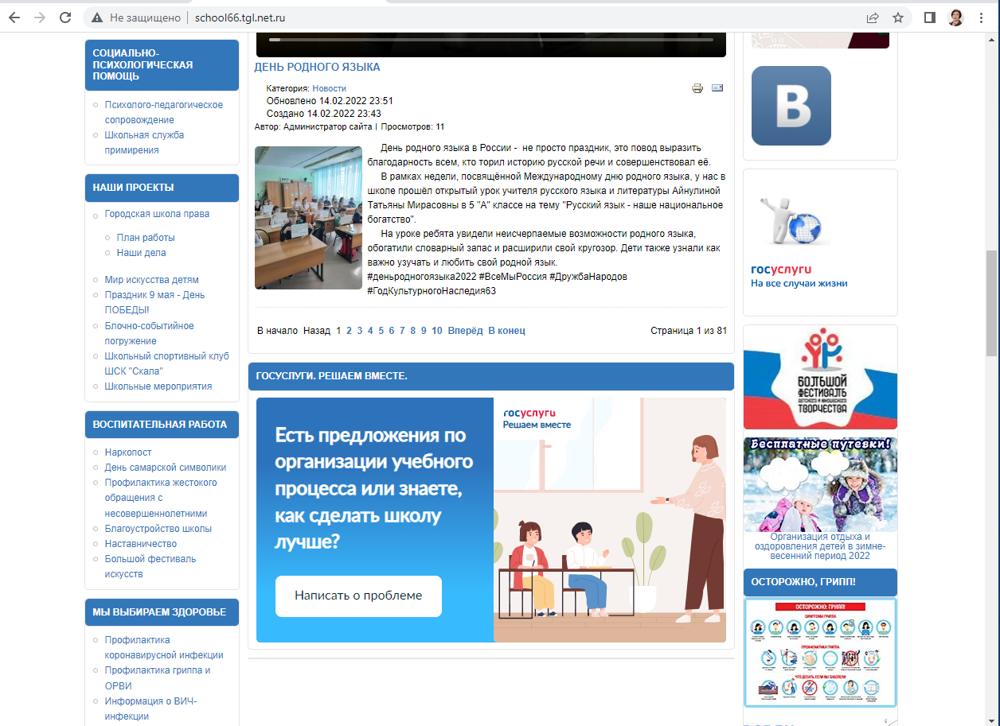 Не защищено
school66.tgl.net.ru
СОЦИАЛЬНО-
ПСИХОЛОГИЧЕСКАЯ
ПОМОЩЬ
Психолого-педагогическое
сопровождение
Школьная служба
примирения
НАШИ ПРОЕКТЫ
Городская школа права
План работы
Наши дела
Мир искусства детям
Праздник 9 мая - День
ПОБЕДЫ!
Блочно-событийное
погружение
Школьный спортивный клуб
ШСК "Скала"
Школьные мероприятия
ВОСПИТАТЕЛЬНАЯ РАБОТА
Наркопост
День самарской символики
Профилактика жестокого
обращения с
несовершеннолетними
Благоустройство школы
Наставничество
Большой фестиваль
искусств
МЫ ВЫБИРАЕМ ЗДОРОВЬЕ
Профилактика
коронавирусной инфекции
Профилактика гриппа и
ОРВИ
Информация о ВИЧ-
инфекции
ДЕНЬ РОДНОГО ЯЗЫКА
Категория: Новости
Обновлено 14.02.2022 23:51
Создано 14.02.2022 23:43
Автор: Администратор сайта | Просмотров: 11
День родного языка в России - не просто праздник, это повод выразить
благодарность всем, кто торил историю русской речи и совершенствовал её.
В рамках недели, посвящённой Международному дню родного языка, у нас в
школе прошёл открытый урок учителя русского языка и литературы Айнулиной
Татьяны Мирасовны в 5 "А" классе на тему "Русский язык - наше национальное
богатство".
На уроке ребята увидели неисчерпаемые возможности родного языка,
обогатили словарный запас и расширили свой кругозор. Дети также узнали как
важно узучать и любить свой родной язык.
#деньродногоязыка2022 #ВсеМыРоссия #ДружбаНародов
#ГодКультурногоНаследия63
В начало Назад 1 2 3 4 5 6 7 8 9 10 Вперёд В конец
Страница 1 из 81
ГОСУСЛУГИ. РЕШАЕМ ВМЕСТЕ.
Есть предложения по
организации учебного
процесса или знаете,
как сделать школу
лучше?
Написать о проблеме
госуслуги
Решаем вместе
В
госуслуги
На все случаи жизни
БОЛЬШОЙ
ФЕСТИВАЛЬ
ДЕТСКОГО И ЮНОШЕСКОГО
ТВОРЧЕСТВА
Бесплатные путевки!
Организация отдыха и
оздоровления детей в зимне-
весенний период 2022
ОСТОРОЖНО, ГРИПП!
ОСТОРОЖНО: ГРИПП!
СИМПТОМЫ ГРИППА
ПРОФИЛАКТИКА ГРИППА
ЧТО ДЕЛАТЬ, ЕСЛИ ВЫ ЗАБОЛЕЛИ